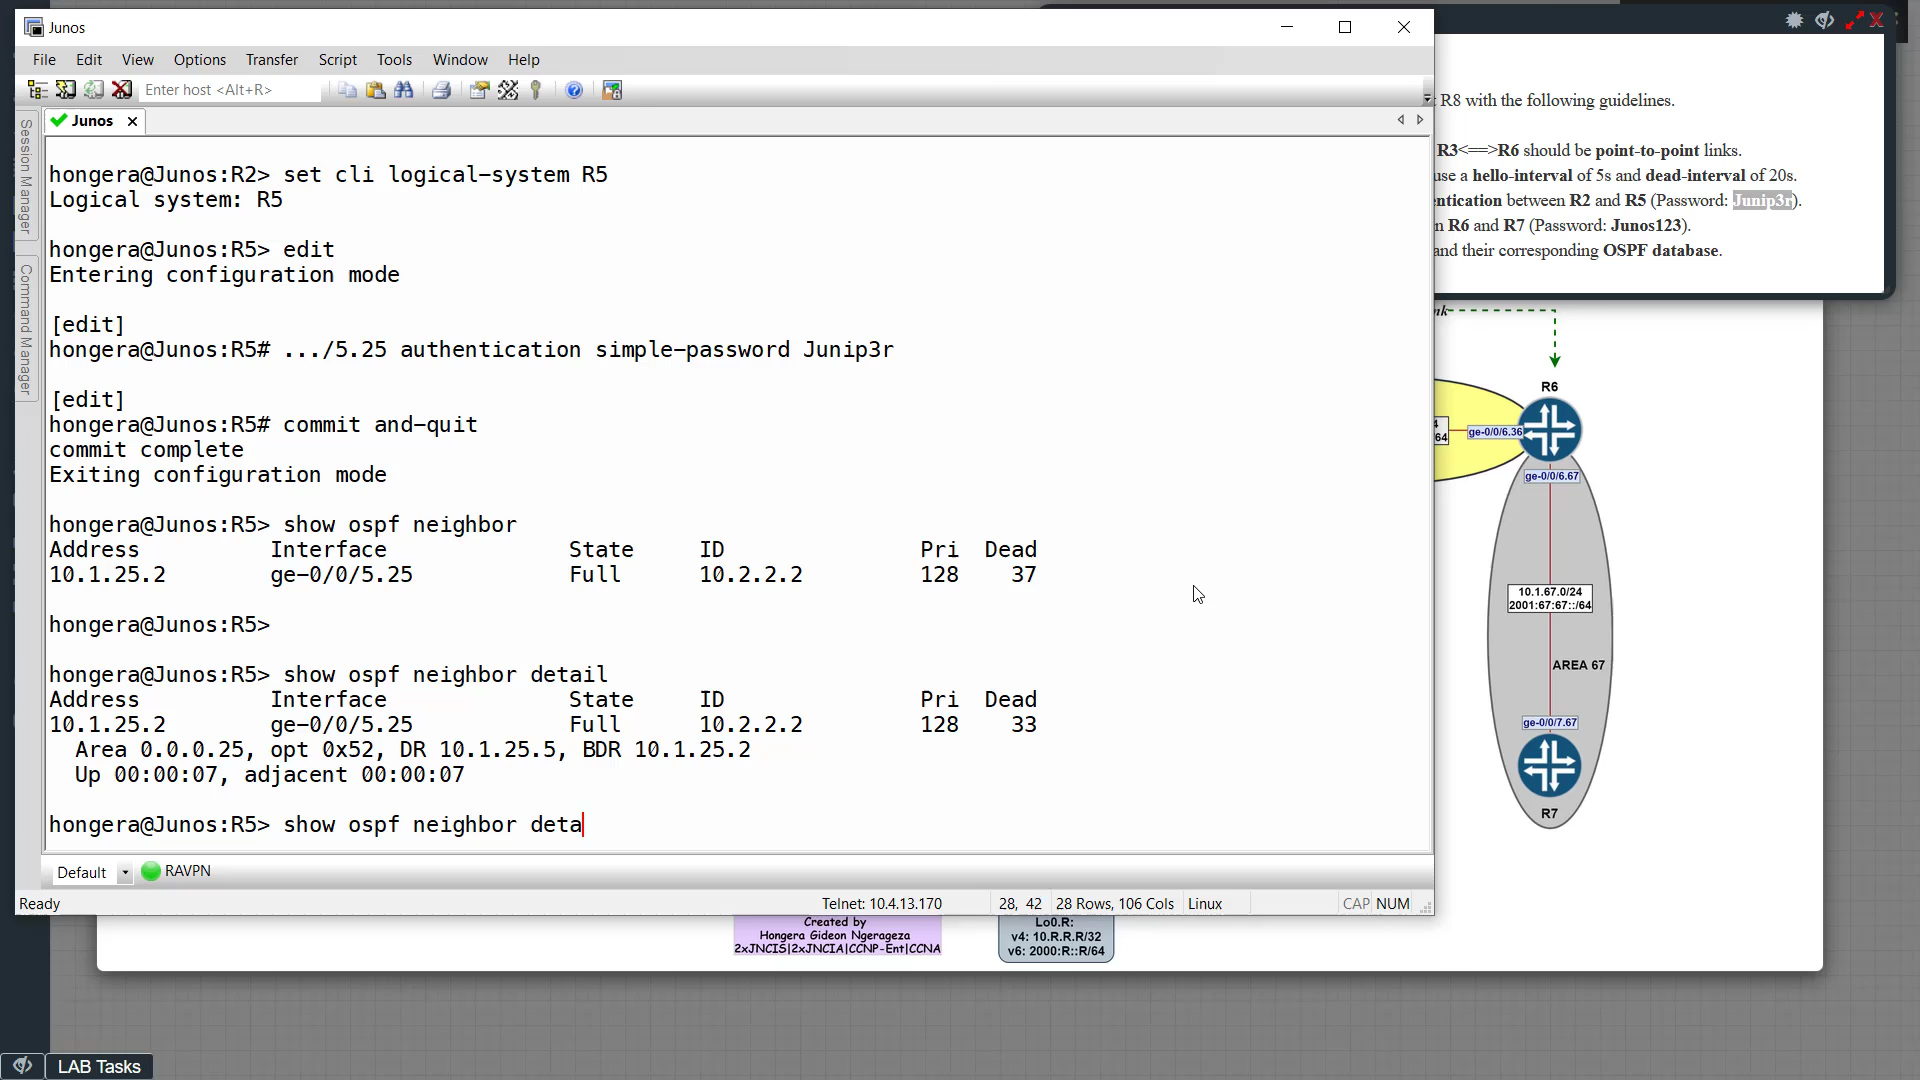 Junos
File Edit View Options Transfer Script Tools Window Help
Enter host <Alt+R>
Junos
Session Manager
Command Manager
hongera@Junos:R2> set cli logical-system R5
Logical system: R5
hongera@Junos:R5> edit
Entering configuration mode
[edit]
hongera@Junos:R5# .../5.25 authentication simple-password Junip3r
[edit]
hongera@Junos:R5# commit and-quit
commit complete
Exiting configuration mode
hongera@Junos:R5> show ospf neighbor
Address Interface State ID Pri Dead
10.1.25.2 ge-0/0/5.25 Full 10.2.2.2 128 37
hongera@Junos:R5>
hongera@Junos:R5> show ospf neighbor detail
Address Interface State ID Pri Dead
10.1.25.2 ge-0/0/5.25 Full 10.2.2.2 128 33
Area 0.0.0.25, opt 0x52, DR 10.1.25.5, BDR 10.1.25.2
Up 00:00:07, adjacent 00:00:07
hongera@Junos:R5> show ospf neighbor deta
Default RAVPN
Ready Telnet: 10.4.13.170 28, 42 28 Rows, 106 Cols Linux CAP NUM
R8 with the following guidelines.
R3<==>R6 should be point-to-point links.
use a hello-interval of 5s and dead-interval of 20s.
entication between R2 and R5 (Password: Junip3r).
n R6 and R7 (Password: Junos123).
and their corresponding OSPF database.
R6
64
ge-0/0/6.36
ge-0/0/6.67
10.1.67.0/24
2001:67:67::/64
AREA 67
ge-0/0/7.67
R7
Created by
Hongera Gideon Ngerageza
2xJNCIS|2xJNCIA|CCNP-Ent|CCNA
Lo0.R:
v4: 10.R.R.R/32
v6: 2000:R::R/64
LAB Tasks